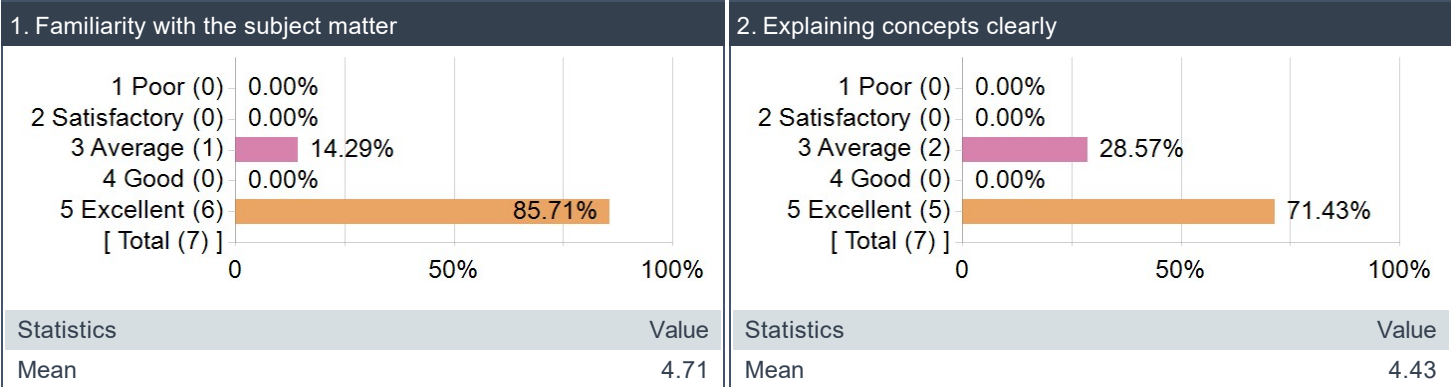 1. Familiarity with the subject matter
1 Poor (0) 0.00%
2 Satisfactory (0) 0.00%
3 Average (1) 14.29%
4 Good (0) 0.00%
5 Excellent (6) 85.71%
[ Total (7) ]
0 50% 100%
Statistics Value
Mean 4.71
2. Explaining concepts clearly
1 Poor (0) 0.00%
2 Satisfactory (0) 0.00%
3 Average (2) 28.57%
4 Good (0) 0.00%
5 Excellent (5) 71.43%
[ Total (7) ]
0 50% 100%
Statistics Value
Mean 4.43